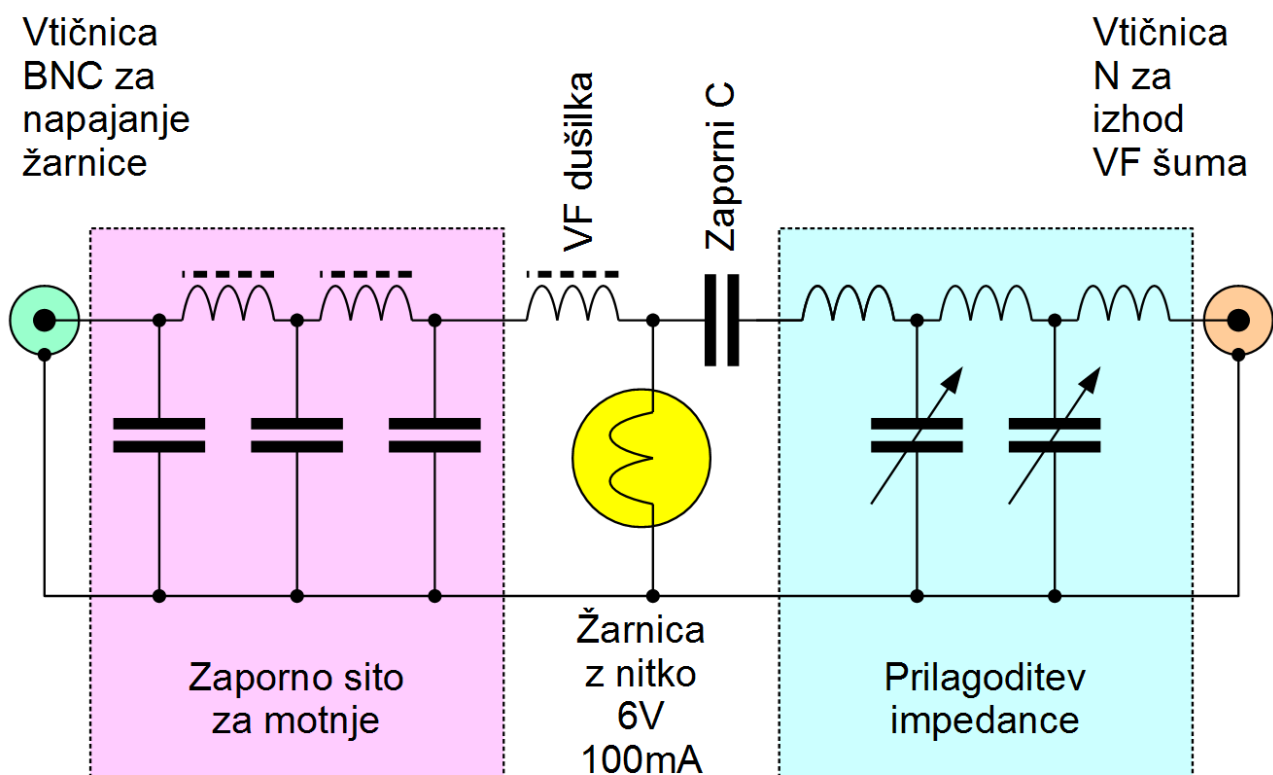 Vtičnica
BNC za
napajanje
žarnice
VF dušilka
Zaporni C
Vtičnica
N za
izhod
VF šuma
Zaporno sito
za motnje
Žarnica
z nitko
6V
100mA
Prilagoditev
impedance